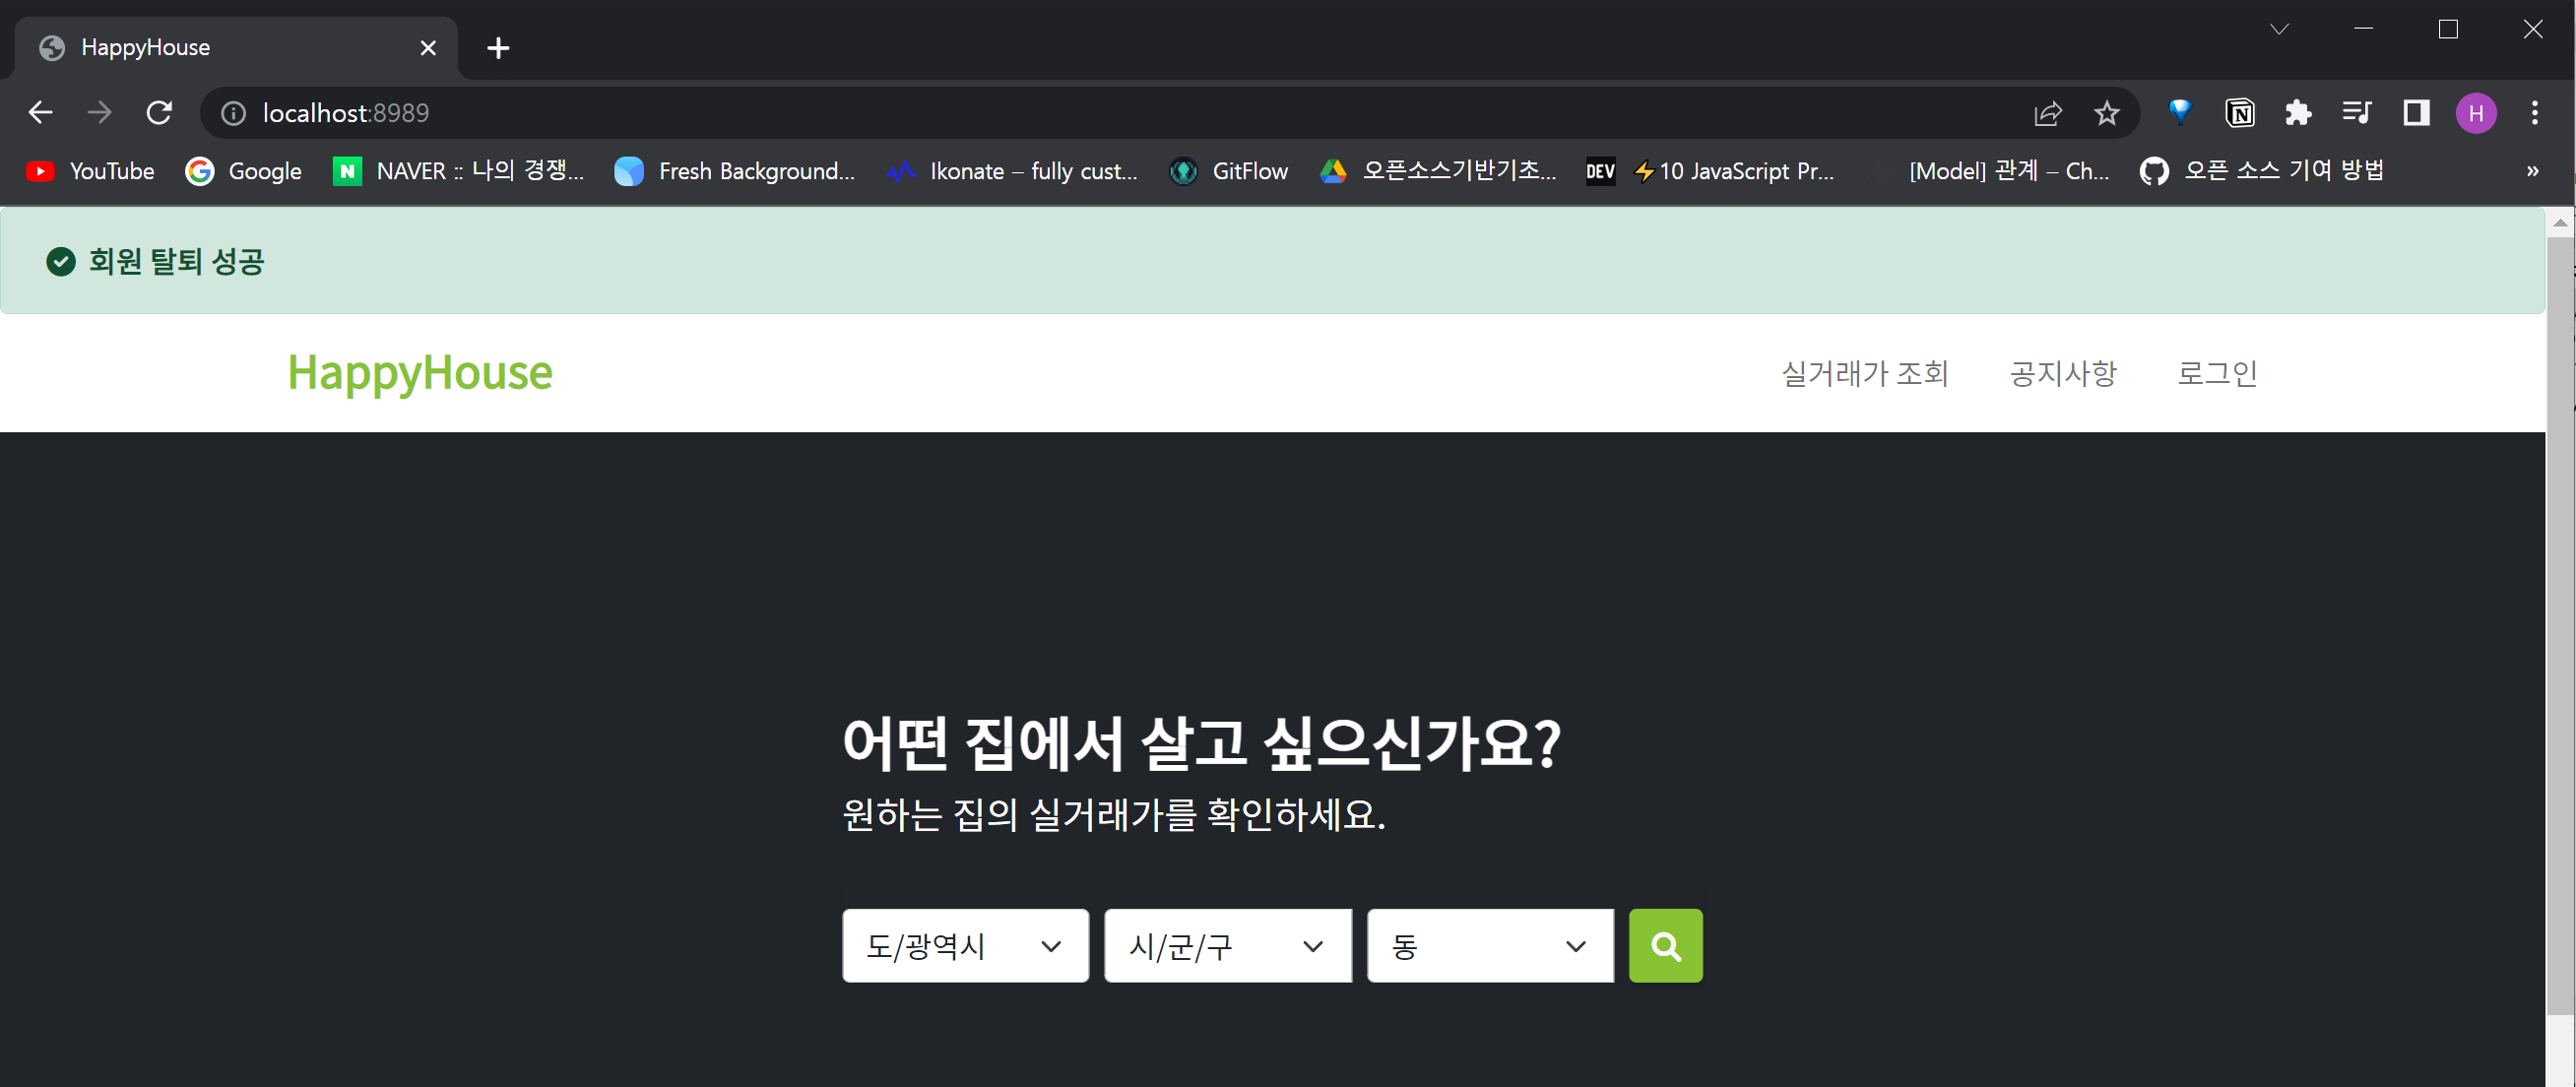 HappyHouse
localhost:8989
H
YouTube Google NAVER :: 나의 경쟁... Fresh Background... Ikonate – fully cust... GitFlow 오픈소스기반기초... DEV ⚡10 JavaScript Pr... [Model] 관계 – Ch... 오픈 소스 기여 방법 »
회원 탈퇴 성공
HappyHouse 실거래가 조회 공지사항 로그인
어떤 집에서 살고 싶으신가요?
원하는 집의 실거래가를 확인하세요.
도/광역시 시/군/구 동